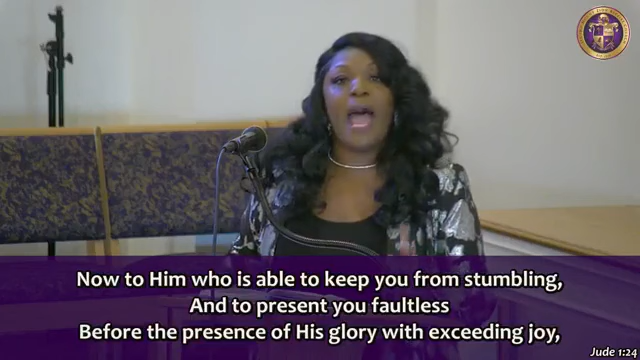 Now to Him who is able to keep you from stumbling,
And to present you faultless
Before the presence of His glory with exceeding joy,
Jude 1:24